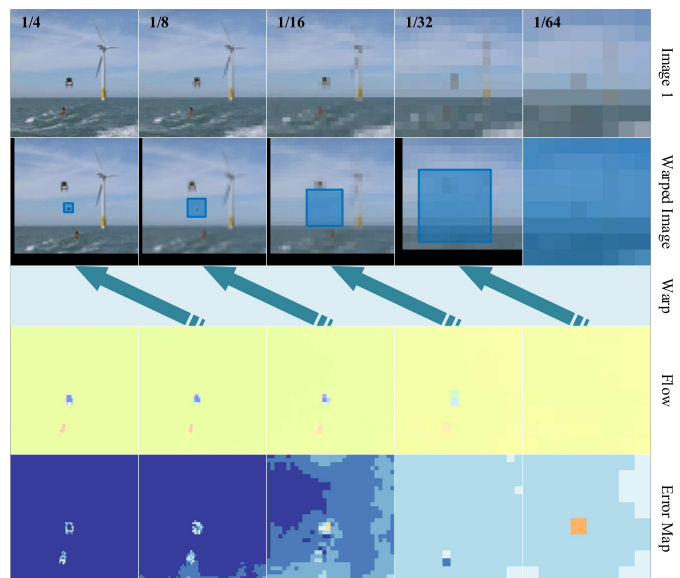 1/4
1/8
1/16
1/32
1/64
Image 1
Warped Image
Warp
Flow
Error Map